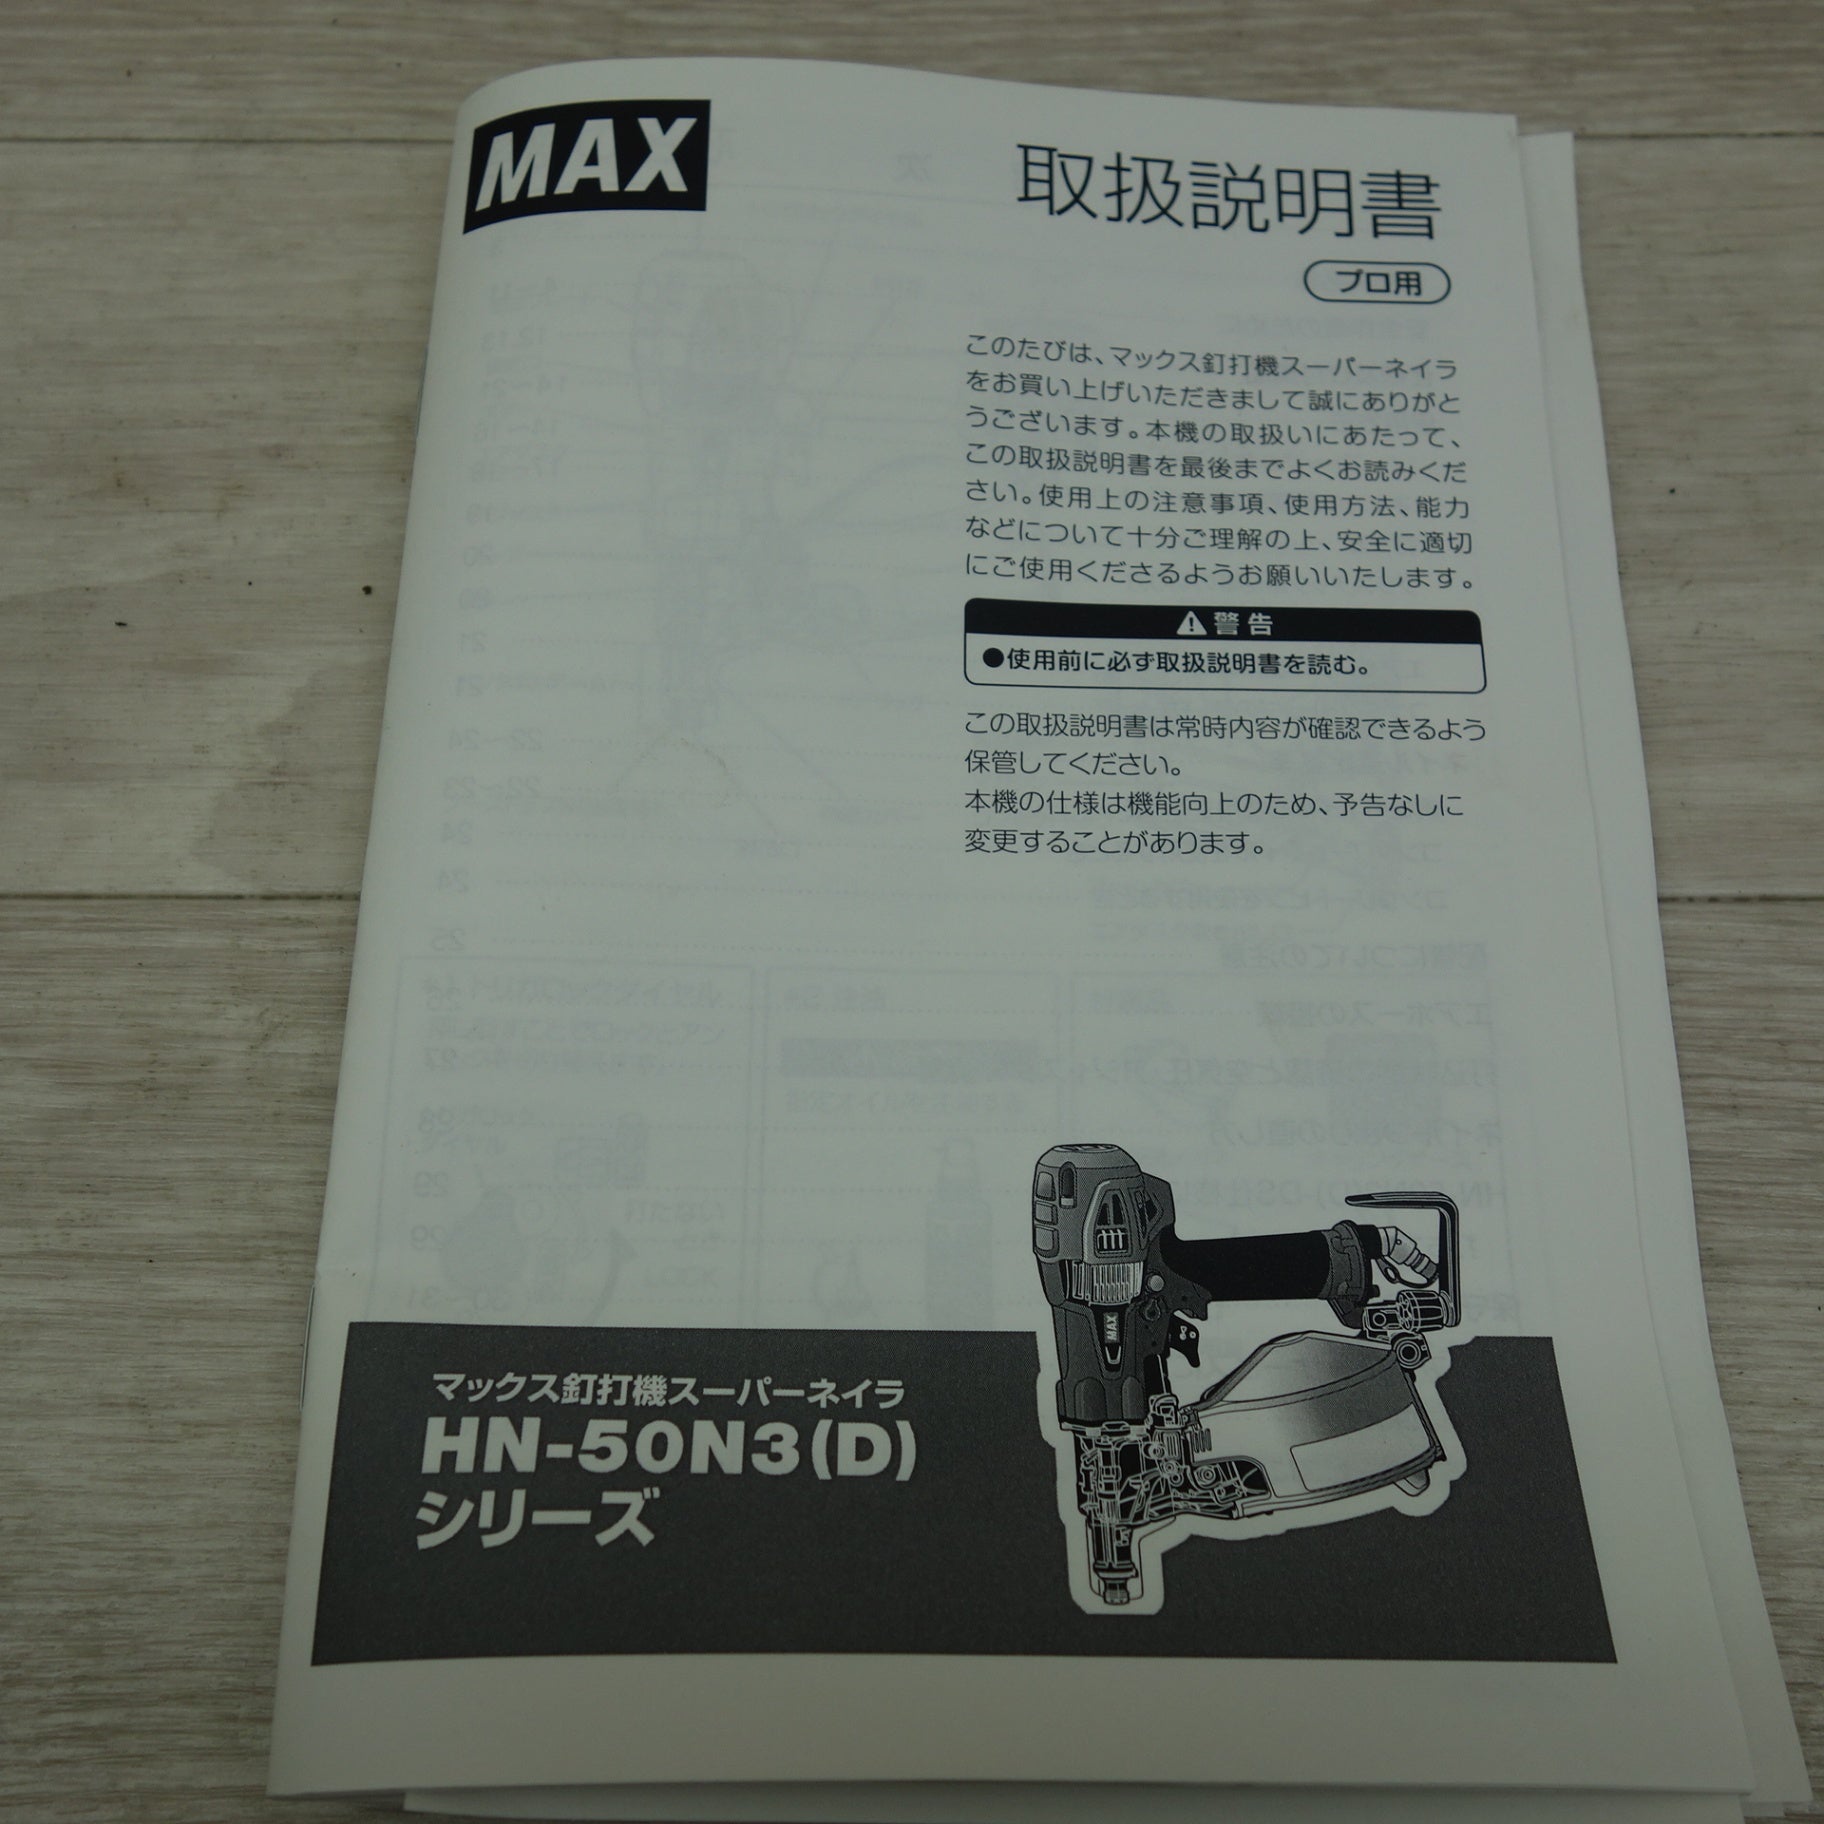 MAX
取扱説明書
プロ用
このたびは、マックス釘打機スーパーネイラ
をお買い上げいただきまして誠にありがと
うございます。本機の取扱いにあたって、
この取扱説明書を最後までよくお読みくだ
さい。使用上の注意事項、使用方法、能力
などについて十分ご理解の上、安全に適切
にご使用くださるようお願いいたします。
警告
●使用前に必ず取扱説明書を読む。
この取扱説明書は常時内容が確認できるよう
保管してください。
本機の仕様は機能向上のため、予告なしに
変更することがあります。
MAX
マックス釘打機スーパーネイラ
HN-50N3(D)
シリーズ